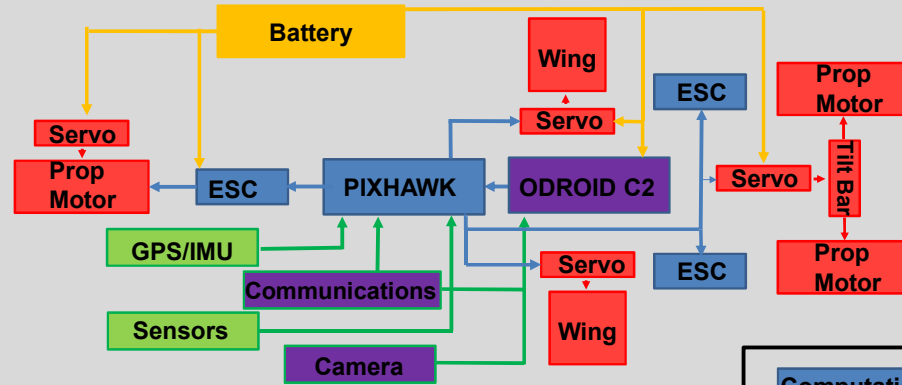 Battery
Wing
ESC
Prop
Motor
Servo
Servo
Prop
Motor
ESC
PIXHAWK
ODROID C2
Servo
Tilt Bar
GPS/IMU
Communications
Servo
ESC
Prop
Motor
Sensors
Wing
Camera